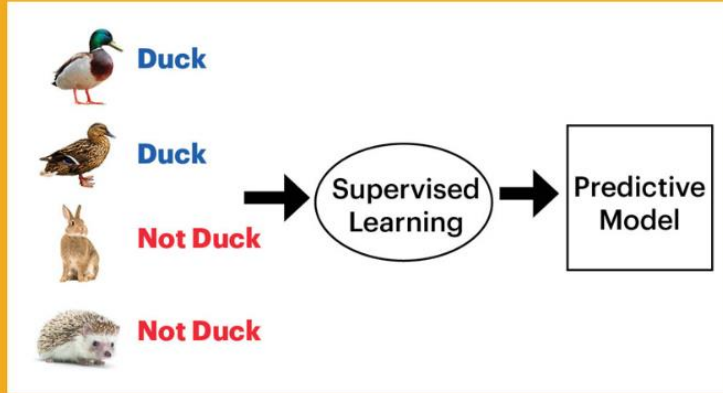 Duck
Duck
Not Duck
Not Duck
Supervised
Learning
Predictive
Model